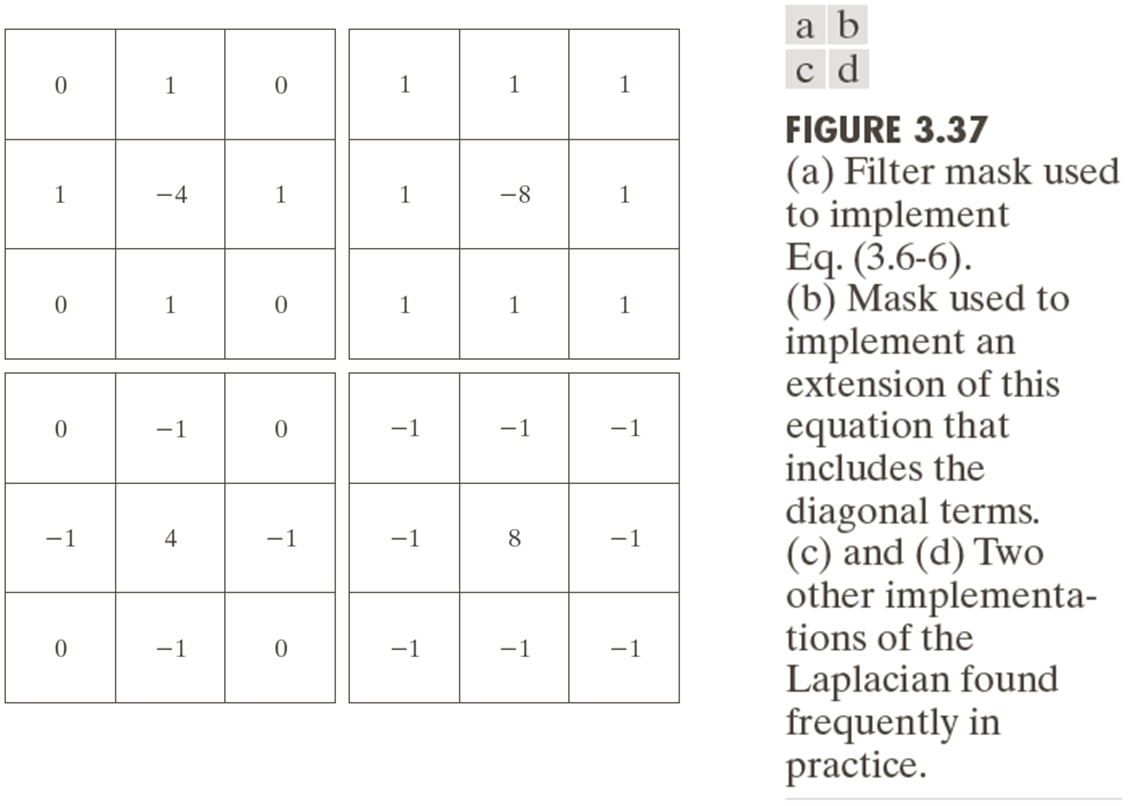 0 1 0
1 −4 1
0 1 0
1 1 1
1 −8 1
1 1 1
0 −1 0
−1 4 −1
0 −1 0
−1 −1 −1
−1 8 −1
−1 −1 −1
a b
c d
FIGURE 3.37
(a) Filter mask used
to implement
Eq. (3.6-6).
(b) Mask used to
implement an
extension of this
equation that
includes the
diagonal terms.
(c) and (d) Two
other implementa-
tions of the
Laplacian found
frequently in
practice.